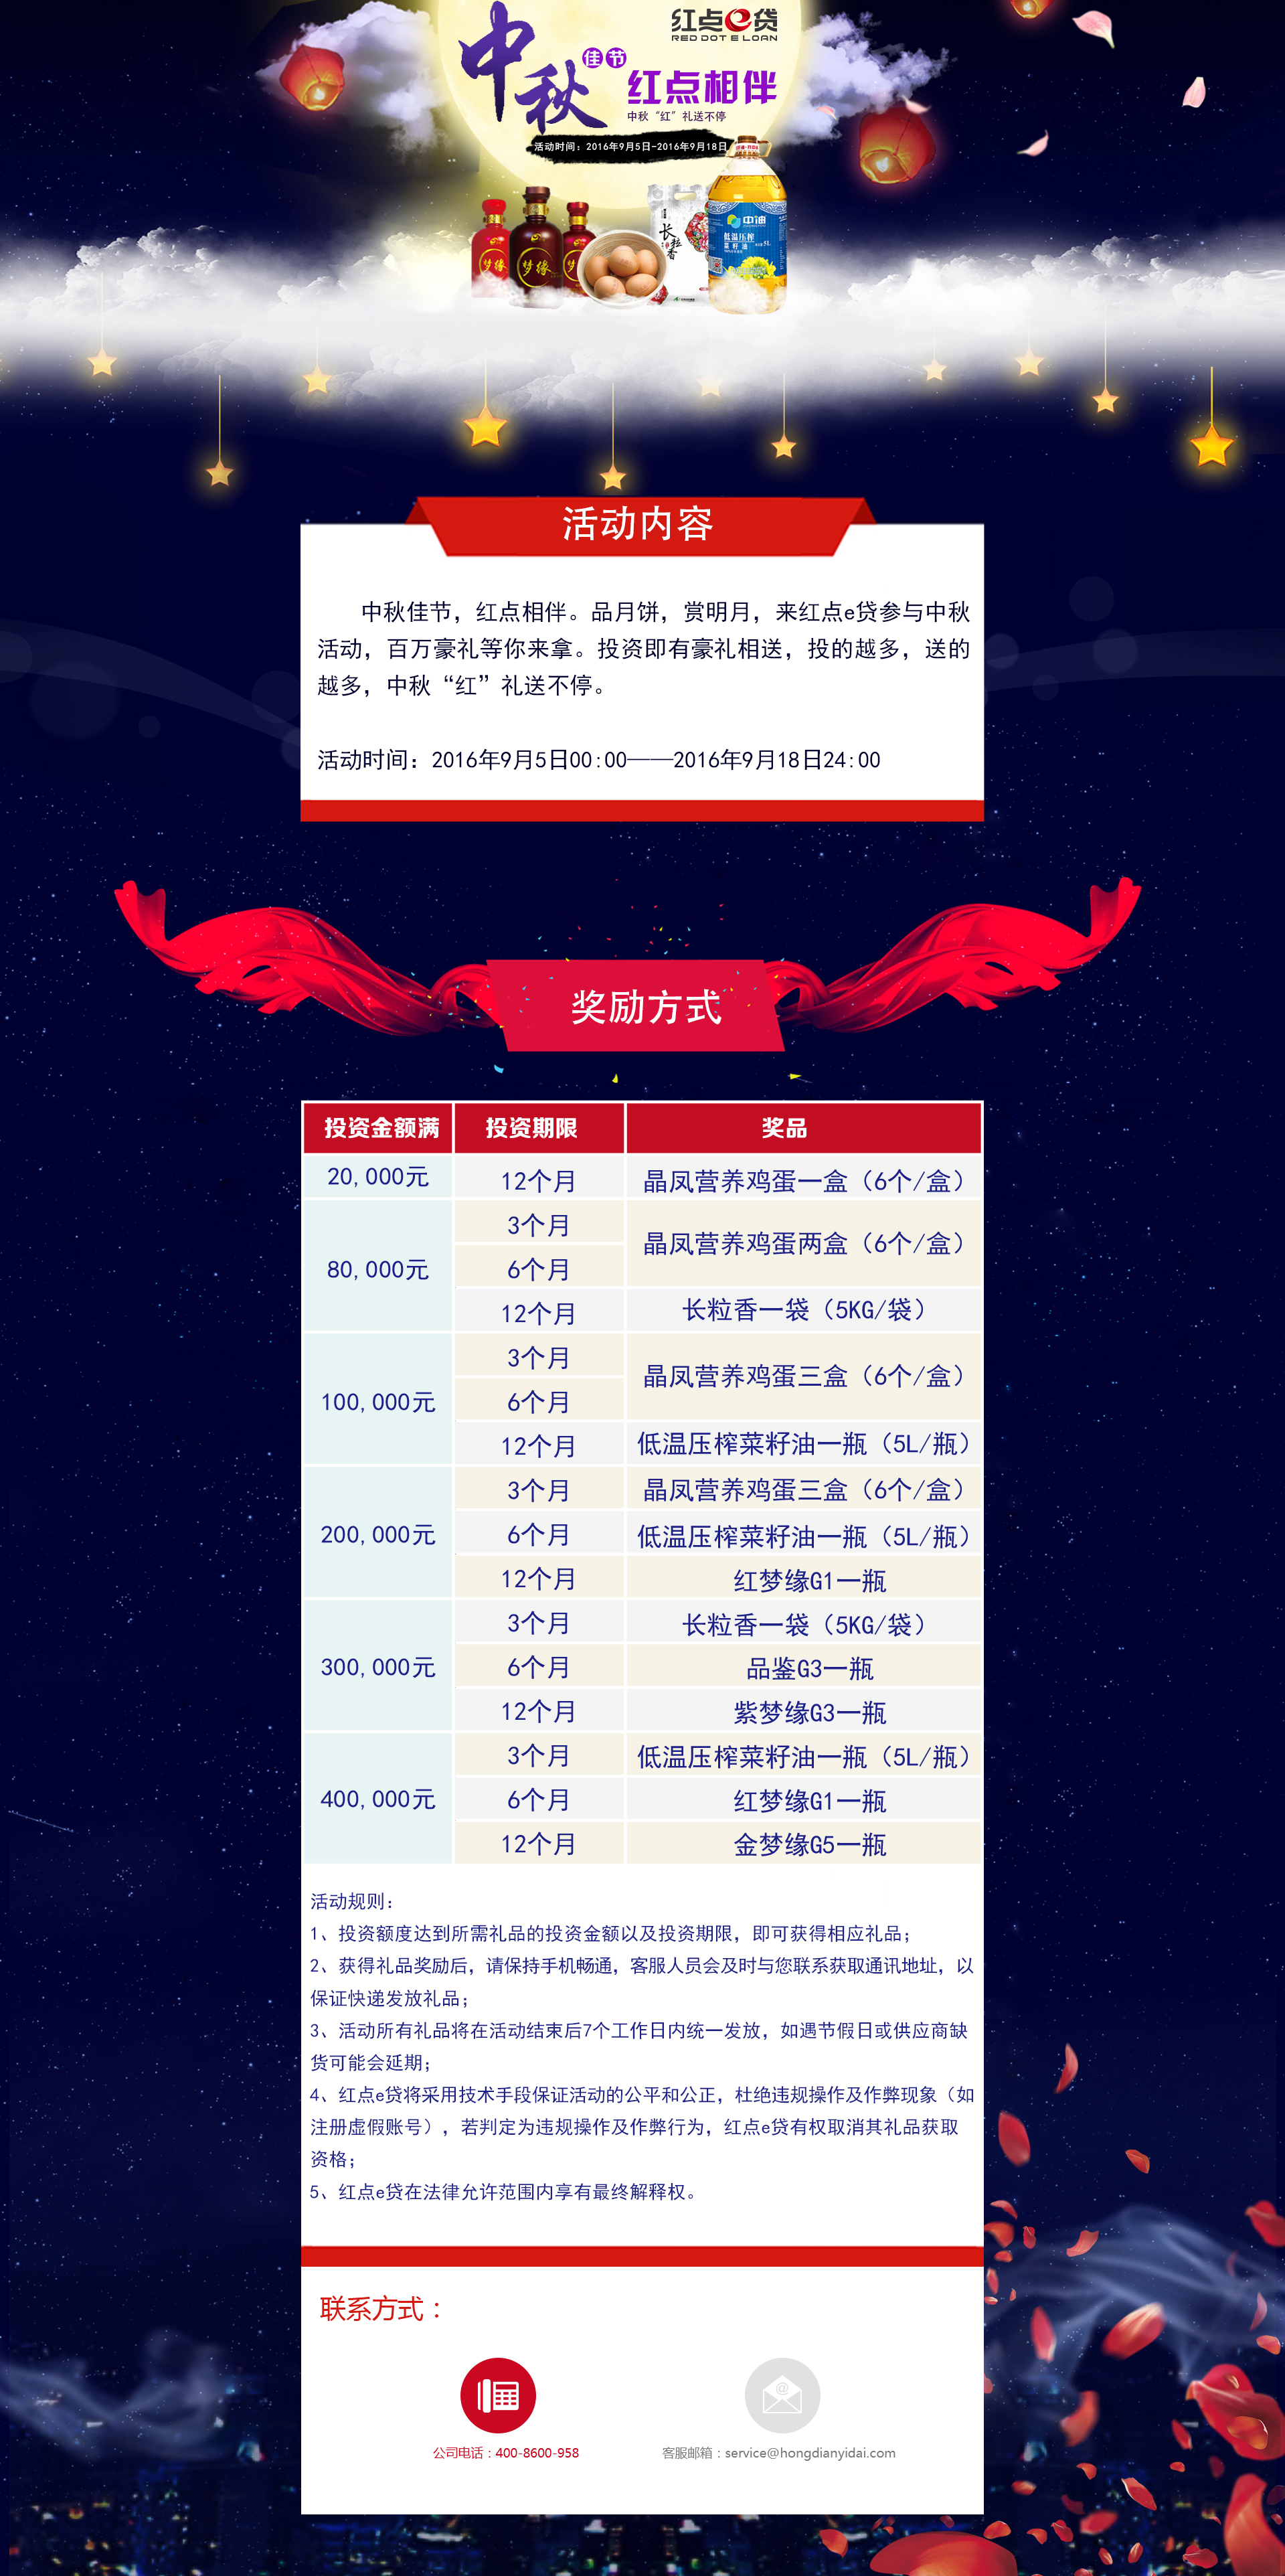 红点e贷
RED DOT E LOAN
中秋
佳节
红点相伴
中秋“红”礼送不停
活动时间：2016年9月5日-2016年9月18日
梦缘
梦缘
长粒香
中油
低温压榨
菜籽油
5L
活动内容
中秋佳节，红点相伴。品月饼，赏明月，来红点e贷参与中秋
活动，百万豪礼等你来拿。投资即有豪礼相送，投的越多，送的
越多，中秋“红”礼送不停。
活动时间：2016年9月5日00:00——2016年9月18日24:00
奖励方式
投资金额满 投资期限 奖品
20,000元 12个月 晶凤营养鸡蛋一盒（6个/盒）
80,000元
3个月
6个月
晶凤营养鸡蛋两盒（6个/盒）
12个月 长粒香一袋（5KG/袋）
100,000元
3个月
6个月
晶凤营养鸡蛋三盒（6个/盒）
12个月 低温压榨菜籽油一瓶（5L/瓶）
200,000元
3个月 晶凤营养鸡蛋三盒（6个/盒）
6个月 低温压榨菜籽油一瓶（5L/瓶）
12个月 红梦缘G1一瓶
300,000元
3个月 长粒香一袋（5KG/袋）
6个月 品鉴G3一瓶
12个月 紫梦缘G3一瓶
400,000元
3个月 低温压榨菜籽油一瓶（5L/瓶）
6个月 红梦缘G1一瓶
12个月 金梦缘G5一瓶
活动规则：
1、投资额度达到所需礼品的投资金额以及投资期限，即可获得相应礼品；
2、获得礼品奖励后，请保持手机畅通，客服人员会及时与您联系获取通讯地址，以
保证快递发放礼品；
3、活动所有礼品将在活动结束后7个工作日内统一发放，如遇节假日或供应商缺
货可能会延期；
4、红点e贷将采用技术手段保证活动的公平和公正，杜绝违规操作及作弊现象（如
注册虚假账号），若判定为违规操作及作弊行为，红点e贷有权取消其礼品获取
资格；
5、红点e贷在法律允许范围内享有最终解释权。
联系方式：
公司电话：400-8600-958
客服邮箱：service@hongdianyidai.com